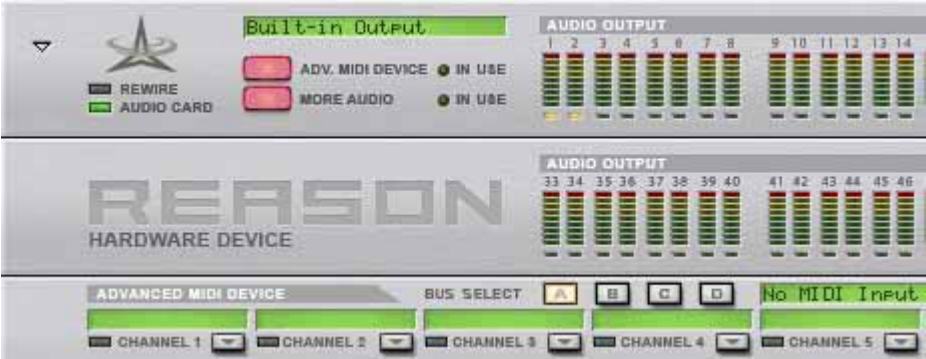 Built-in Output
AUDIO OUTPUT
1 2 3 4 5 6 7 8 9 10 11 12 13 14
ADV. MIDI DEVICE IN USE
REWIRE
MORE AUDIO IN USE
AUDIO CARD
AUDIO OUTPUT
33 34 35 36 37 38 39 40 41 42 43 44 45 46
REASON
HARDWARE DEVICE
ADVANCED MIDI DEVICE BUS SELECT A B C D No MIDI Input
CHANNEL 1 CHANNEL 2 CHANNEL 3 CHANNEL 4 CHANNEL 5